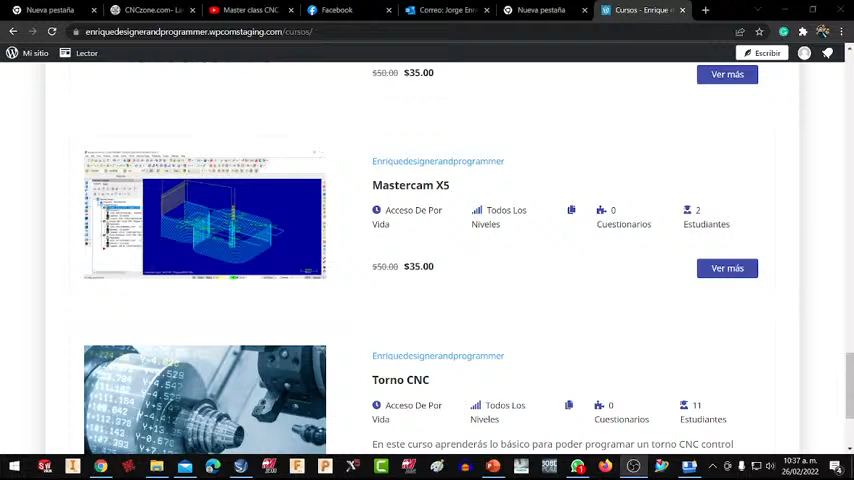 Nueva pestaña
CNCzone.com- La
Master class CNC
Facebook
Correo: Jorge Enri
Nueva pestaña
Cursos – Enrique e
enriquedesignerandprogrammer.wpcomstaging.com/cursos/
Mi sitio
Lector
Escribir
$50.00 $35.00
Ver más
Enriquedesignerandprogrammer
Mastercam X5
Acceso De Por Vida
Todos Los Niveles
0 Cuestionarios
2 Estudiantes
$50.00 $35.00
Ver más
Enriquedesignerandprogrammer
Torno CNC
Acceso De Por Vida
Todos Los Niveles
0 Cuestionarios
11 Estudiantes
En este curso aprenderás lo básico para poder programar un torno CNC control
10:37 a. m.
26/02/2022